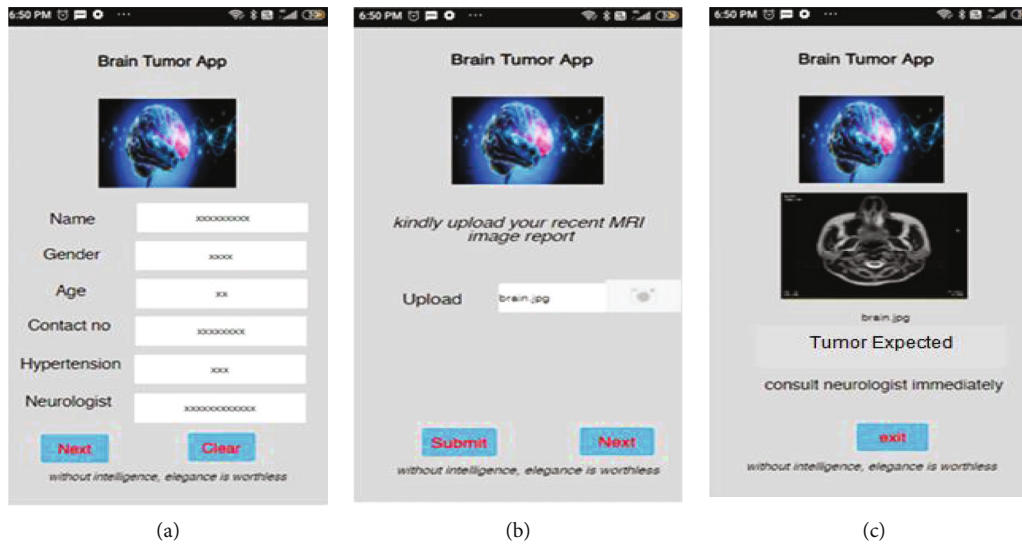 6:50 PM
Brain Tumor App
Name xxxxxxxxx
Gender xxxx
Age xx
Contact no xxxxxxxx
Hypertension xxx
Neurologist xxxxxxxxxxxx
Next Clear
without intelligence, elegance is worthless
(a)
6:50 PM
Brain Tumor App
kindly upload your recent MRI
image report
Upload brain.jpg
Submit Next
without intelligence, elegance is worthless
(b)
6:50 PM
Brain Tumor App
brain.jpg
Tumor Expected
consult neurologist immediately
exit
without intelligence, elegance is worthless
(c)